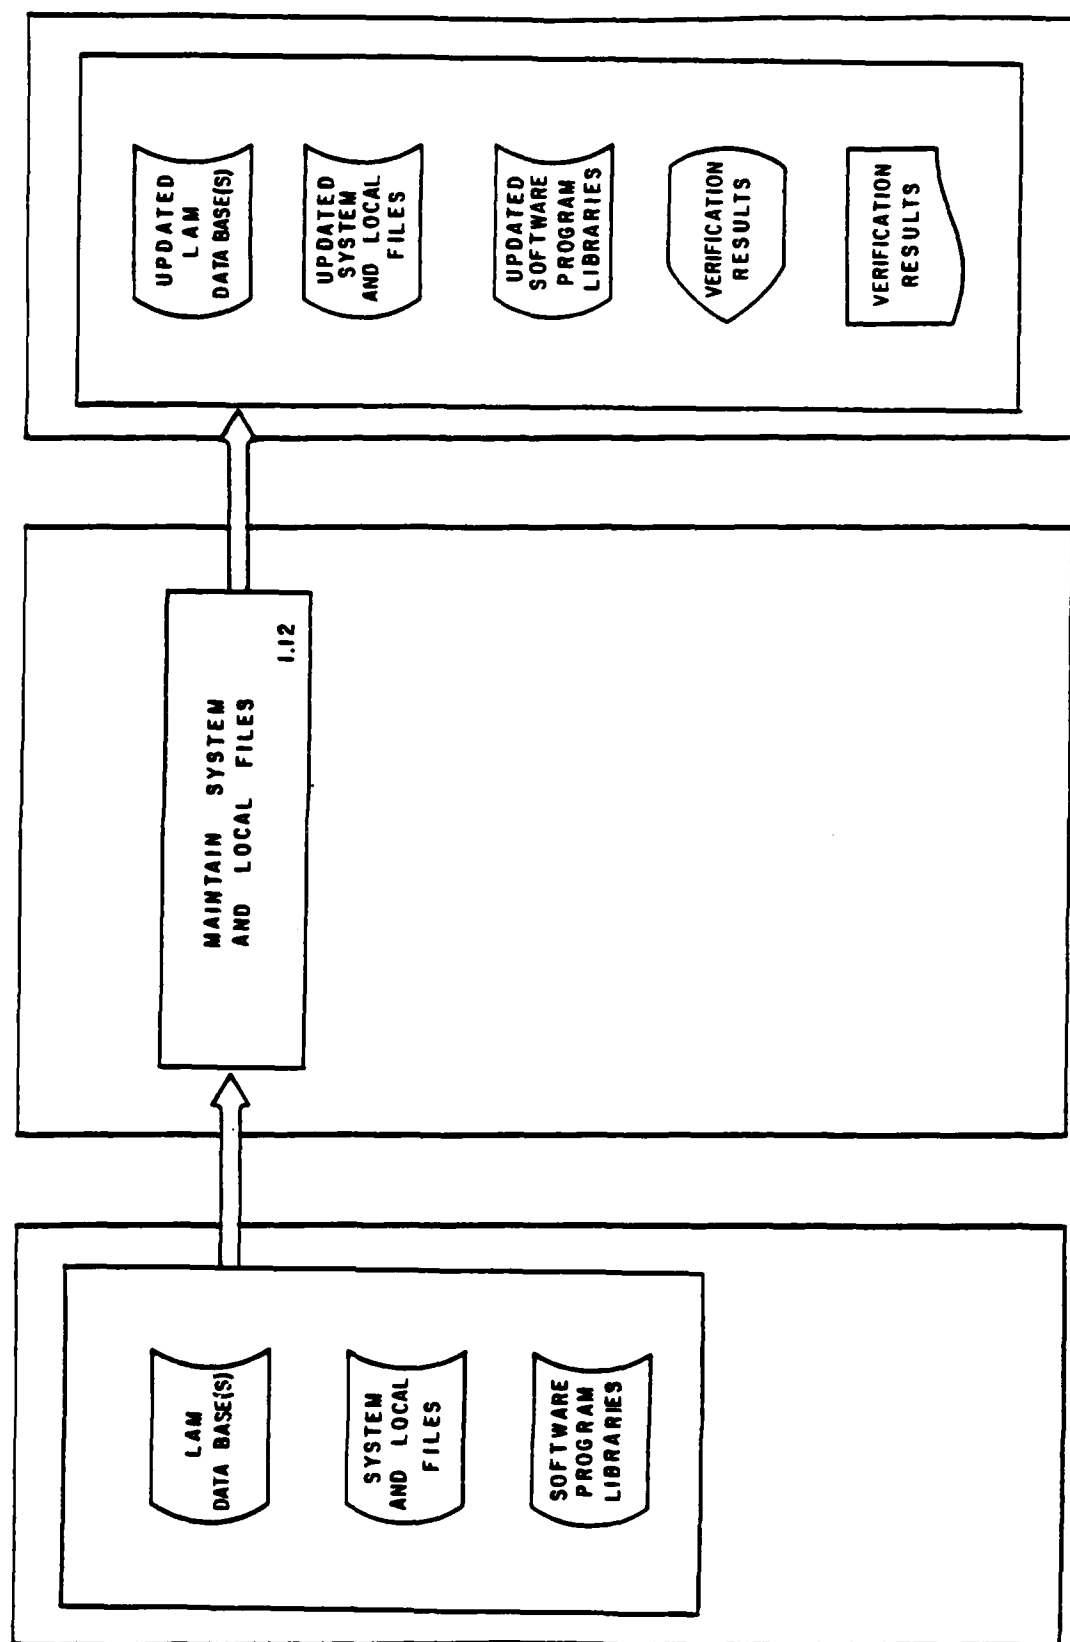 LAM
DATA BASE(S)
SYSTEM
AND LOCAL
FILES
SOFTWARE
PROGRAM
LIBRARIES
MAINTAIN SYSTEM
AND LOCAL FILES
1.12
UPDATED
LAM
DATA BASE(S)
UPDATED
SYSTEM
AND LOCAL
FILES
UPDATED
SOFTWARE
PROGRAM
LIBRARIES
VERIFICATION
RESULTS
VERIFICATION
RESULTS